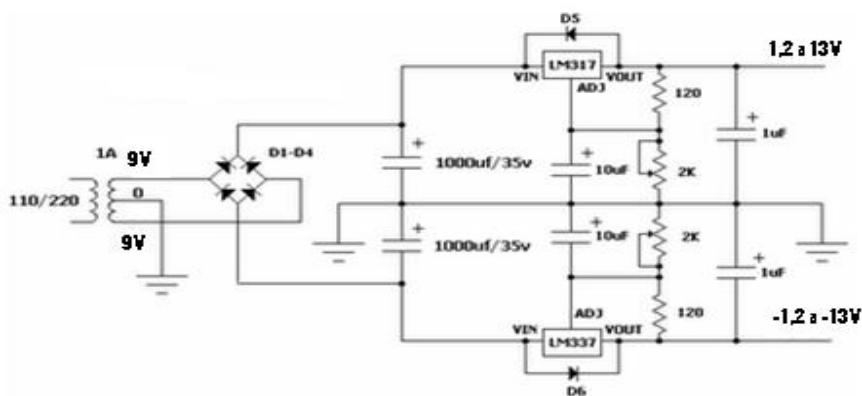 D5
1,2 a 13V
LM317
VIN
VOUT
ADJ
120
1A
9V
D1-D4
1000uf/35v
10uF
2K
1uF
110/220
0
9V
1000uf/35v
10uF
2K
1uF
ADJ
120
VIN
VOUT
-1,2 a -13V
LM337
D6